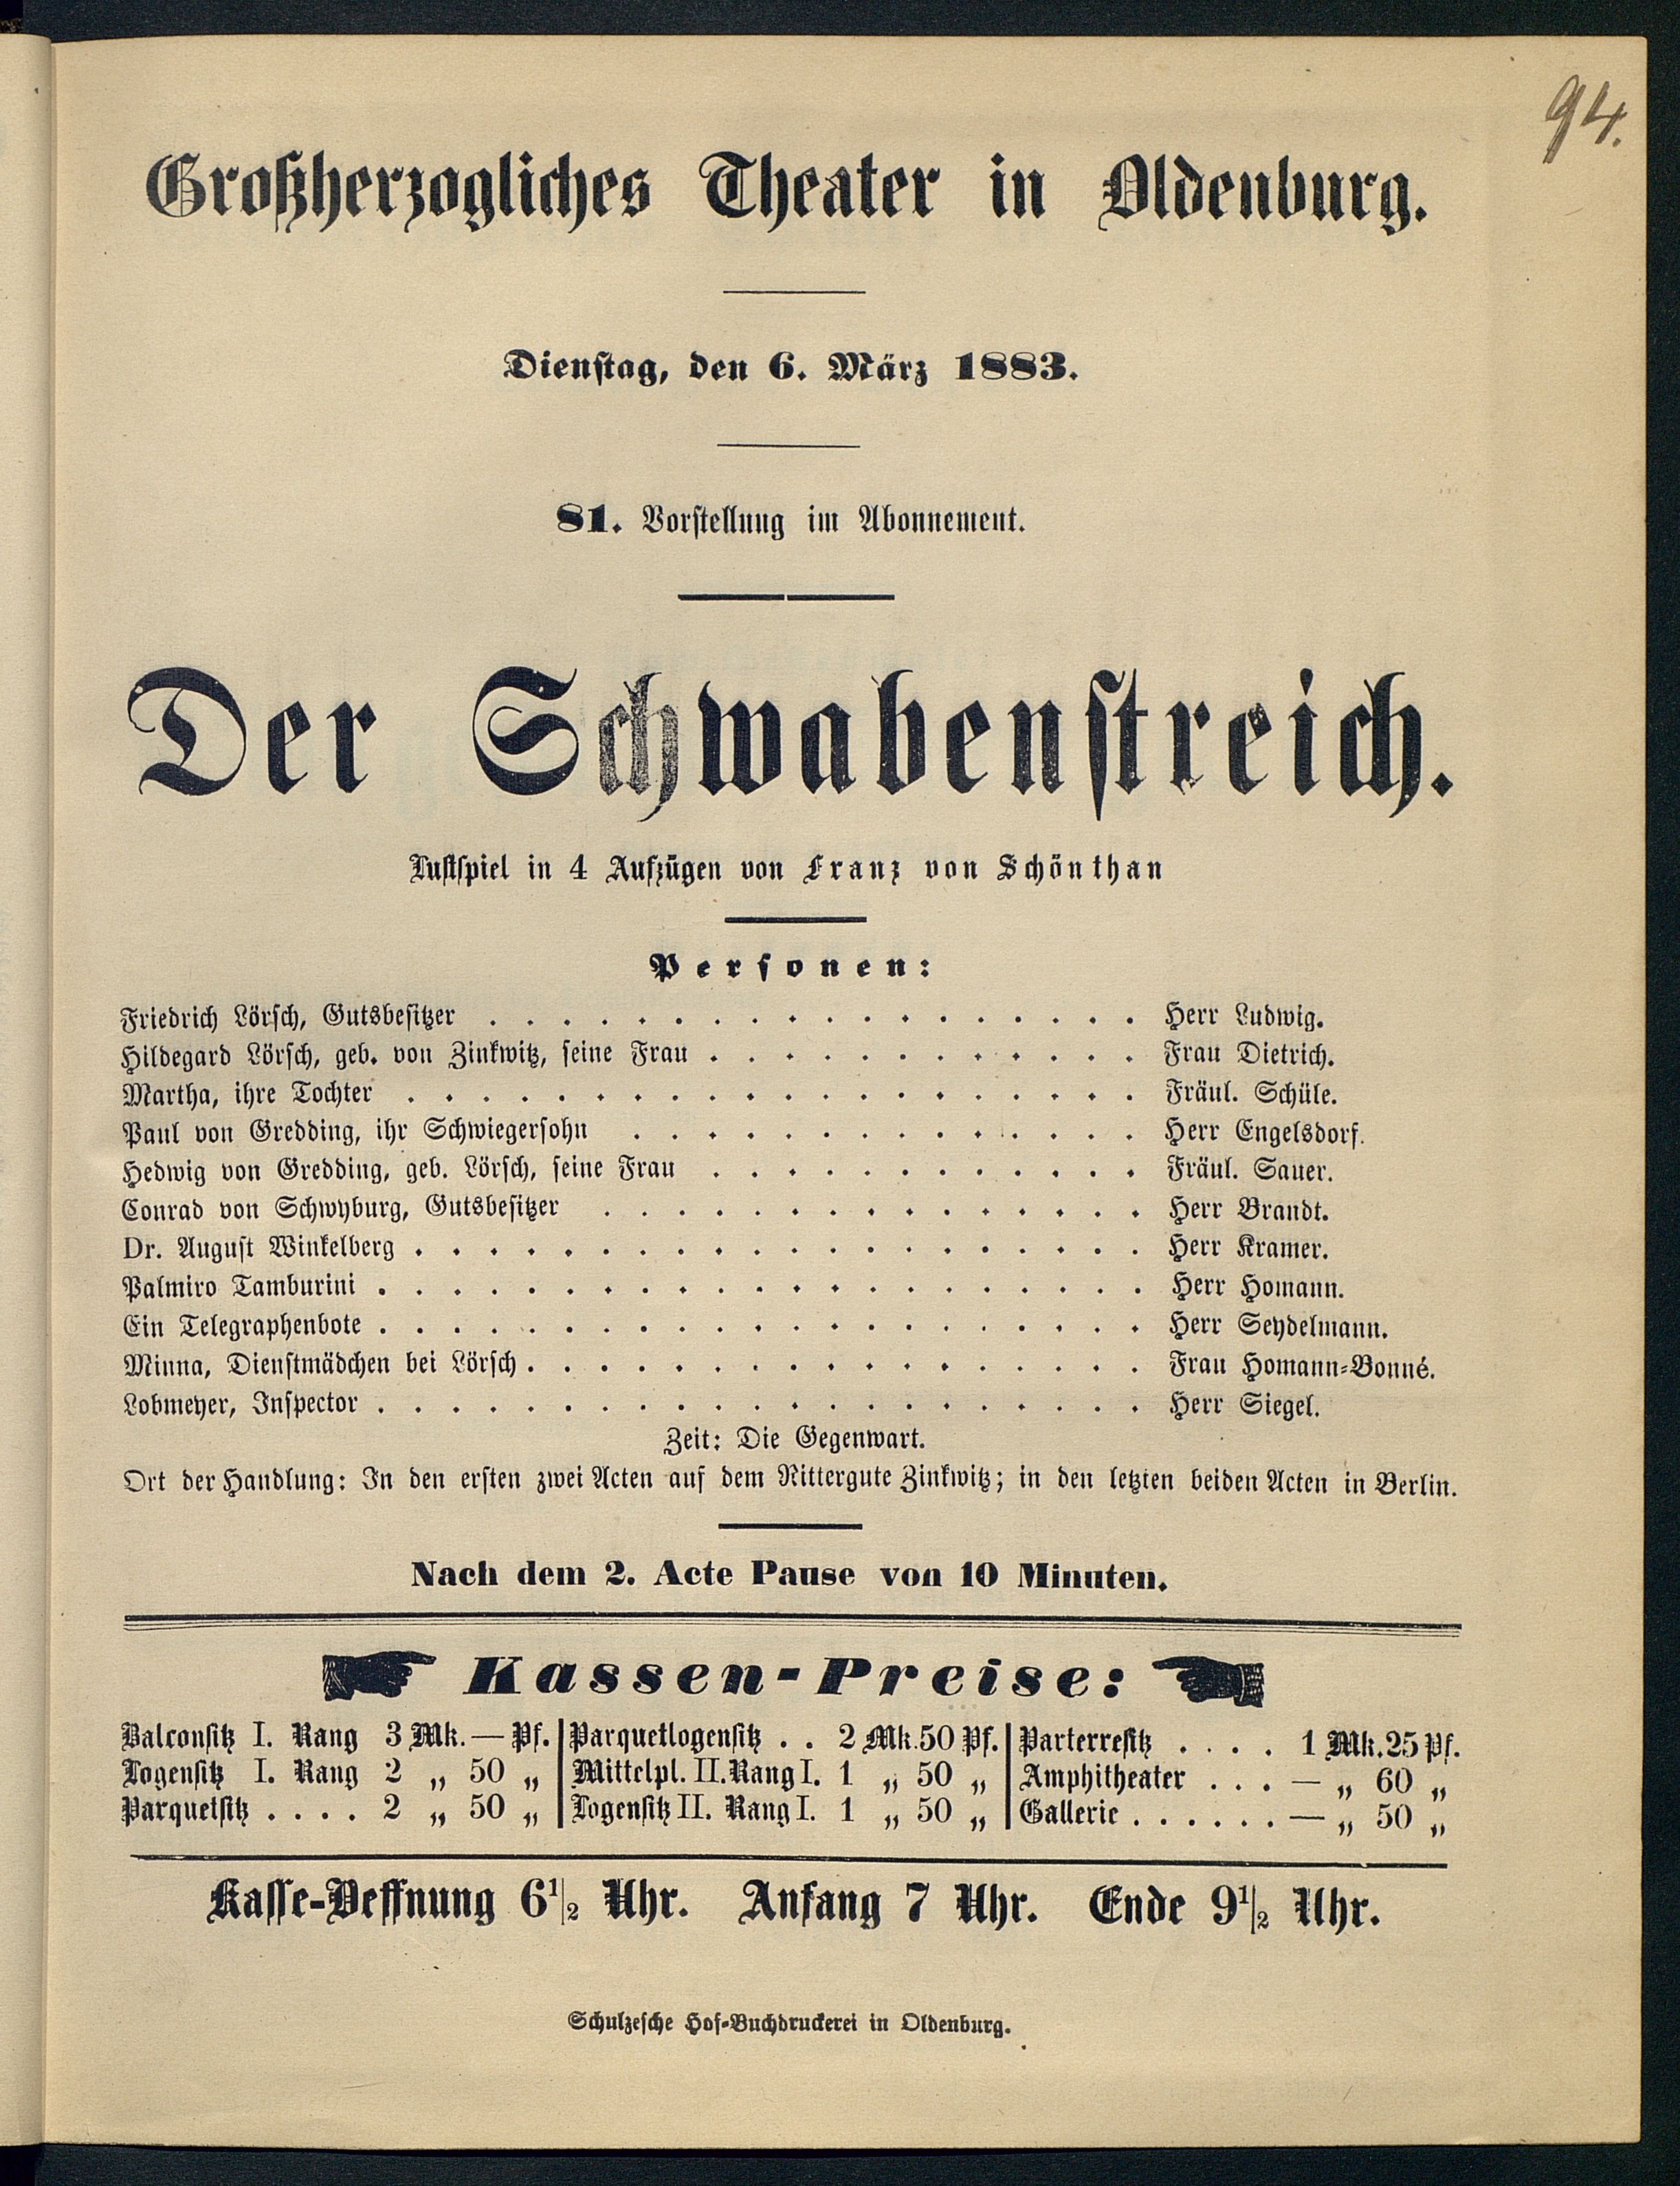 94.
Großherzogliches Theater in Oldenburg.
Dienstag, den 6. März 1883.
81. Vorstellung im Abonnement.
Der Schwabenstreich.
Lustspiel in 4 Aufzügen von Franz von Schönthan
Personen:
Friedrich Lörsch, Gutsbesitzer . . . . . . . . . . . . . . . . . . Herr Ludwig.
Hildegard Lörsch, geb. von Zinkwitz, seine Frau . . . . . . . . . . . . Frau Dietrich.
Martha, ihre Tochter . . . . . . . . . . . . . . . . . . . . Fräul. Schüle.
Paul von Gredding, ihr Schwiegersohn . . . . . . . . . . . . . . Herr Engelsdorf.
Hedwig von Gredding, geb. Lörsch, seine Frau . . . . . . . . . . . . Fräul. Sauer.
Conrad von Schwyburg, Gutsbesitzer . . . . . . . . . . . . . . . Herr Brandt.
Dr. August Winkelberg . . . . . . . . . . . . . . . . . . . . Herr Kramer.
Palmiro Tamburini . . . . . . . . . . . . . . . . . . . . . Herr Homann.
Ein Telegraphenbote . . . . . . . . . . . . . . . . . . . . . Herr Seydelmann.
Minna, Dienstmädchen bei Lörsch . . . . . . . . . . . . . . . . . Frau Homann-Bonné.
Lobmeyer, Inspector . . . . . . . . . . . . . . . . . . . . . Herr Siegel.
Zeit: Die Gegenwart.
Ort der Handlung: In den ersten zwei Acten auf dem Rittergute Zinkwitz; in den letzten beiden Acten in Berlin.
Nach dem 2. Acte Pause von 10 Minuten.
Kassen-Preise:
Balconsitz I. Rang 3 Mk. — Pf. | Parquetlogensitz . . 2 Mk. 50 Pf. | Parterresitz . . . . 1 Mk. 25 Pf.
Logensitz I. Rang 2 „ 50 „ | Mittelpl. II. Rang I. 1 „ 50 „ | Amphitheater . . . — „ 60 „
Parquetsitz . . . . 2 „ 50 „ | Logensitz II. Rang I. 1 „ 50 „ | Gallerie . . . . . . — „ 50 „
Kasse-Oeffnung 6½ Uhr. Anfang 7 Uhr. Ende 9½ Uhr.
Schulzesche Hof-Buchdruckerei in Oldenburg.